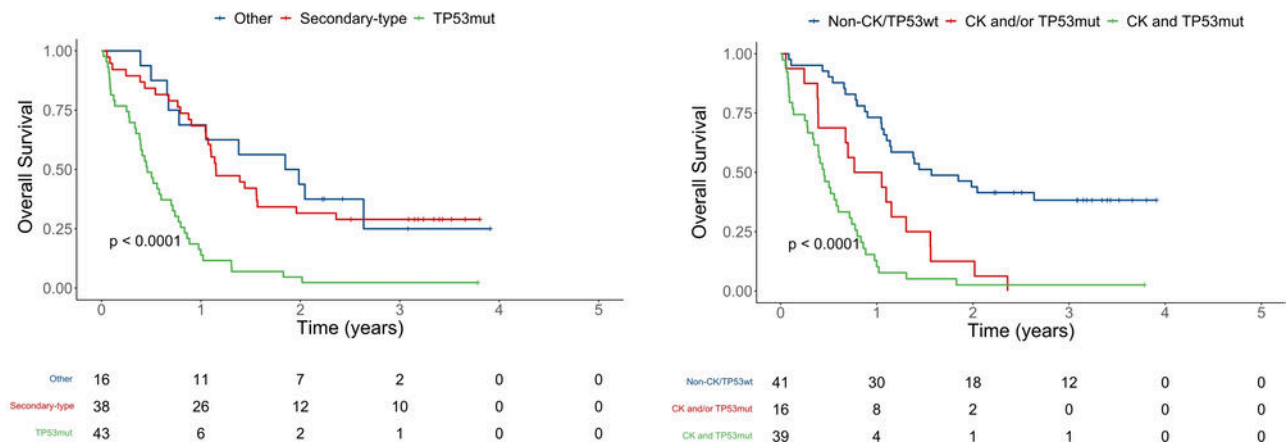 Other Secondary-type TP53mut
1.00
0.75
0.50
0.25
0.00
Overall Survival
p < 0.0001
0 1 2 3 4 5
Time (years)
Other 16 11 7 2 0 0
Secondary-type 38 26 12 10 0 0
TP53mut 43 6 2 1 0 0
Non-CK/TP53wt CK and/or TP53mut CK and TP53mut
1.00
0.75
0.50
0.25
0.00
Overall Survival
p < 0.0001
0 1 2 3 4 5
Time (years)
Non-CK/TP53wt 41 30 18 12 0 0
CK and/or TP53mut 16 8 2 0 0 0
CK and TP53mut 39 4 1 1 0 0